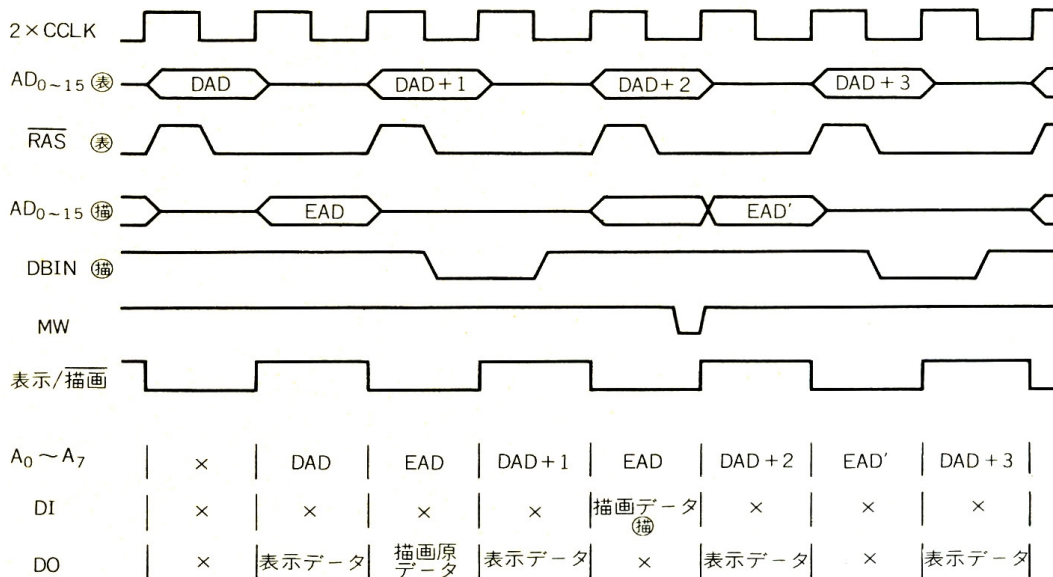 2×CCLK
AD0~15 ㊤表 DAD DAD+1 DAD+2 DAD+3
RAS 表
AD0~15 描 EAD EAD′
DBIN 描
MW
表示/描画
A0～A7 × DAD EAD DAD+1 EAD DAD+2 EAD′ DAD+3
DI × × × × 描画データ 描 × × ×
DO × 表示データ 描画原データ 表示データ × 表示データ × 表示データ